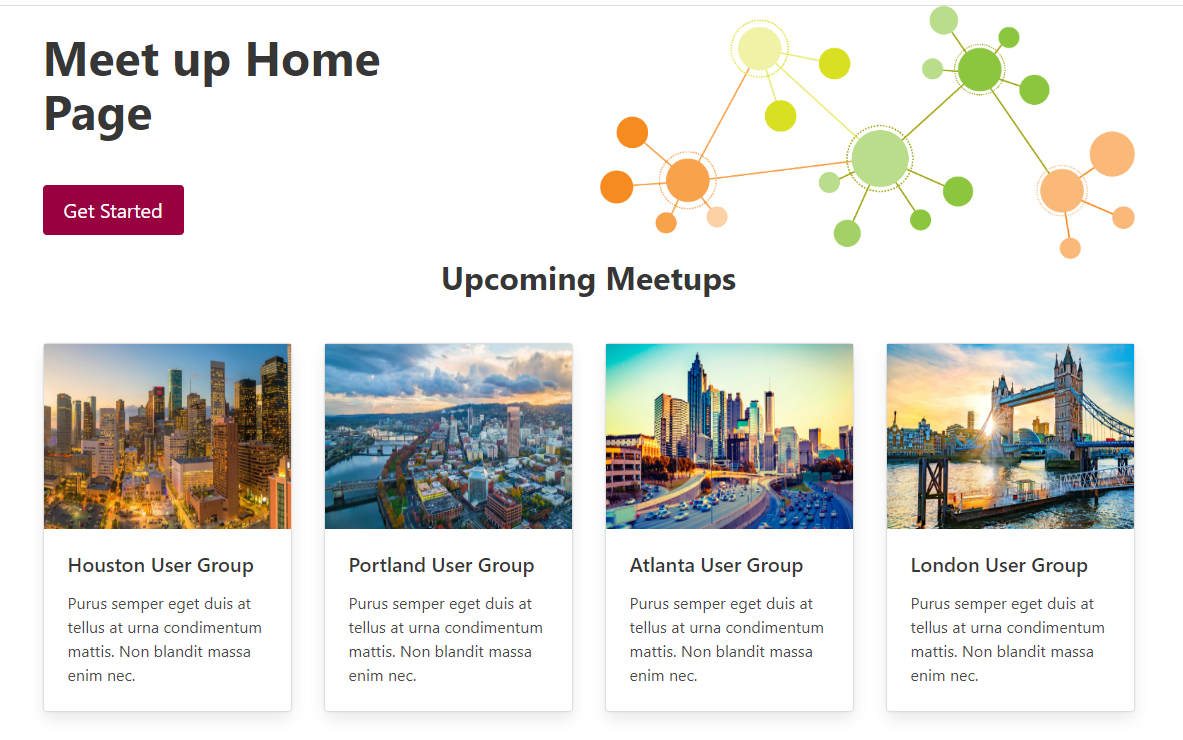 Meet up Home
Page
Get Started
Upcoming Meetups
Houston User Group
Purus semper eget duis at
tellus at urna condimentum
mattis. Non blandit massa
enim nec.
Portland User Group
Purus semper eget duis at
tellus at urna condimentum
mattis. Non blandit massa
enim nec.
Atlanta User Group
Purus semper eget duis at
tellus at urna condimentum
mattis. Non blandit massa
enim nec.
London User Group
Purus semper eget duis at
tellus at urna condimentum
mattis. Non blandit massa
enim nec.